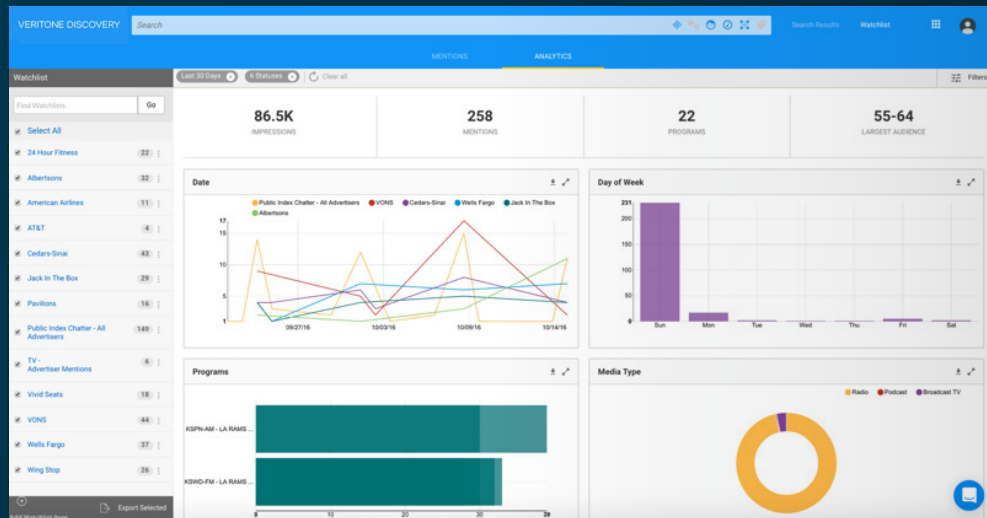 VERITONE DISCOVERY
Search
Search Results
Watchlist
MENTIONS
ANALYTICS
Watchlist
Last 30 Days
6 Statuses
Clear all
Filters
Find Watchlists
Go
Select All
24 Hour Fitness 22
Albertsons 32
American Airlines 11
AT&T 4
Cedars-Sinai 43
Jack In The Box 29
Pavilions 16
Public Index Chatter - All
Advertisers 149
TV -
Advertiser Mentions 6
Vivid Seats 18
VONS 44
Wells Fargo 37
Wing Stop 26
Add Watchlist Item
Export Selected
86.5K
IMPRESSIONS
258
MENTIONS
22
PROGRAMS
55-64
LARGEST AUDIENCE
Date
Public Index Chatter - All Advertisers VONS Cedars-Sinai Wells Fargo Jack In The Box
Albertsons
17
15
10
5
1
09/27/16 10/03/16 10/09/16 10/14/16
Day of Week
231
200
150
100
50
0
Sun Mon Tue Wed Thu Fri Sat
Programs
KSPN-AM - LA RAMS ...
KSWD-FM - LA RAMS ...
0 10 20 30 39
Media Type
Radio Podcast Broadcast TV